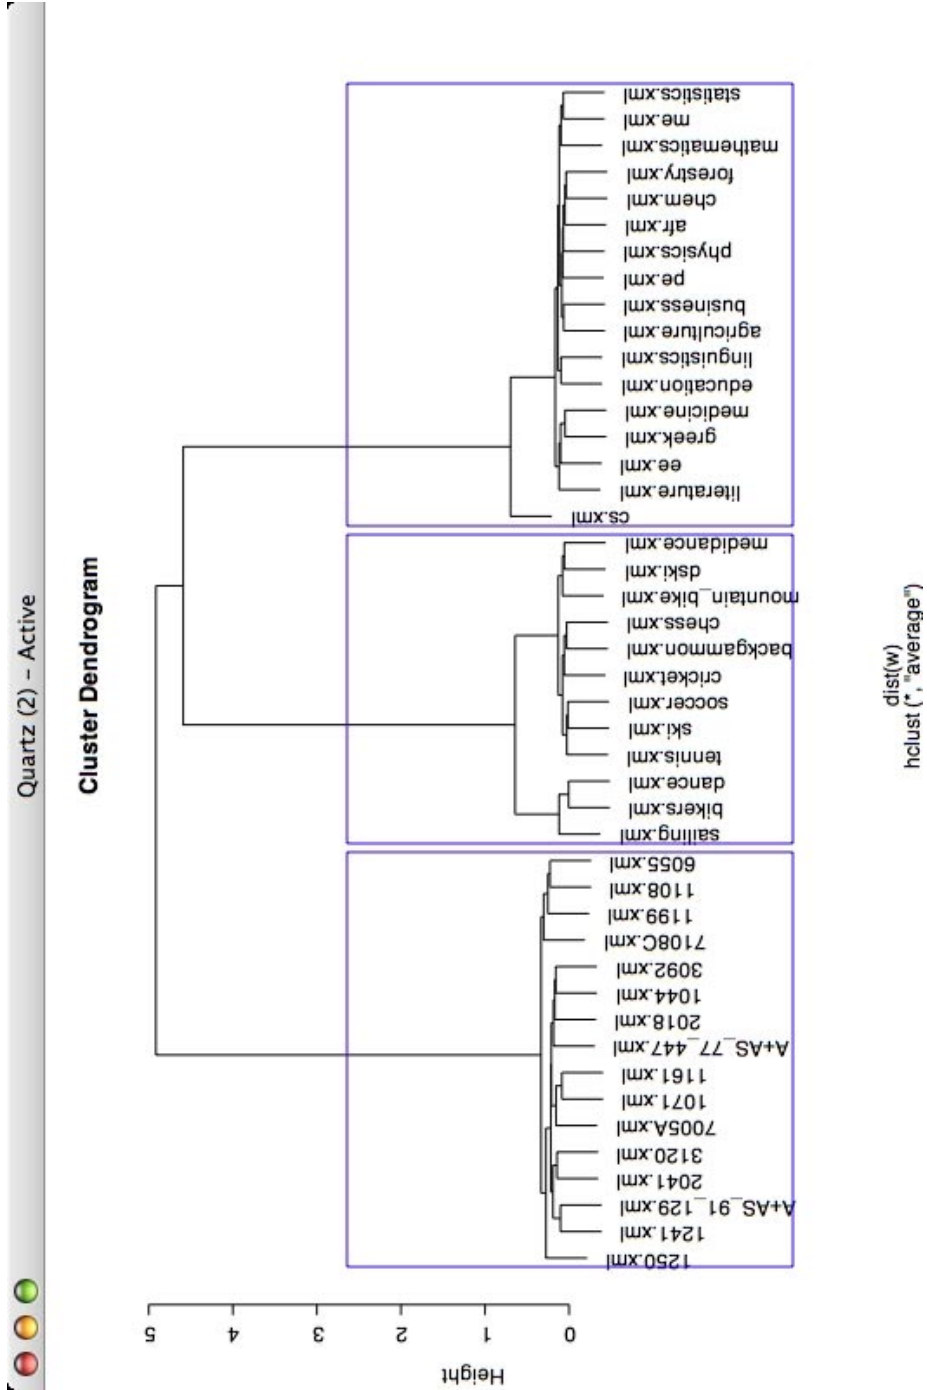 Quartz (2) – Active
Cluster Dendrogram
Height
0
1
2
3
4
5
1250.xml
1241.xml
A+AS_91_129.xml
2041.xml
3120.xml
7005A.xml
1071.xml
1161.xml
A+AS_77_447.xml
2018.xml
1044.xml
3092.xml
7108C.xml
1199.xml
1108.xml
6055.xml
sailing.xml
bikers.xml
dance.xml
tennis.xml
ski.xml
soccer.xml
cricket.xml
backgammon.xml
chess.xml
mountain_bike.xml
dski.xml
medidance.xml
cs.xml
literature.xml
ee.xml
greek.xml
medicine.xml
education.xml
linguistics.xml
agriculture.xml
business.xml
pe.xml
physics.xml
afr.xml
chem.xml
forestry.xml
mathematics.xml
me.xml
statistics.xml
dist(w)
hclust (*, "average")